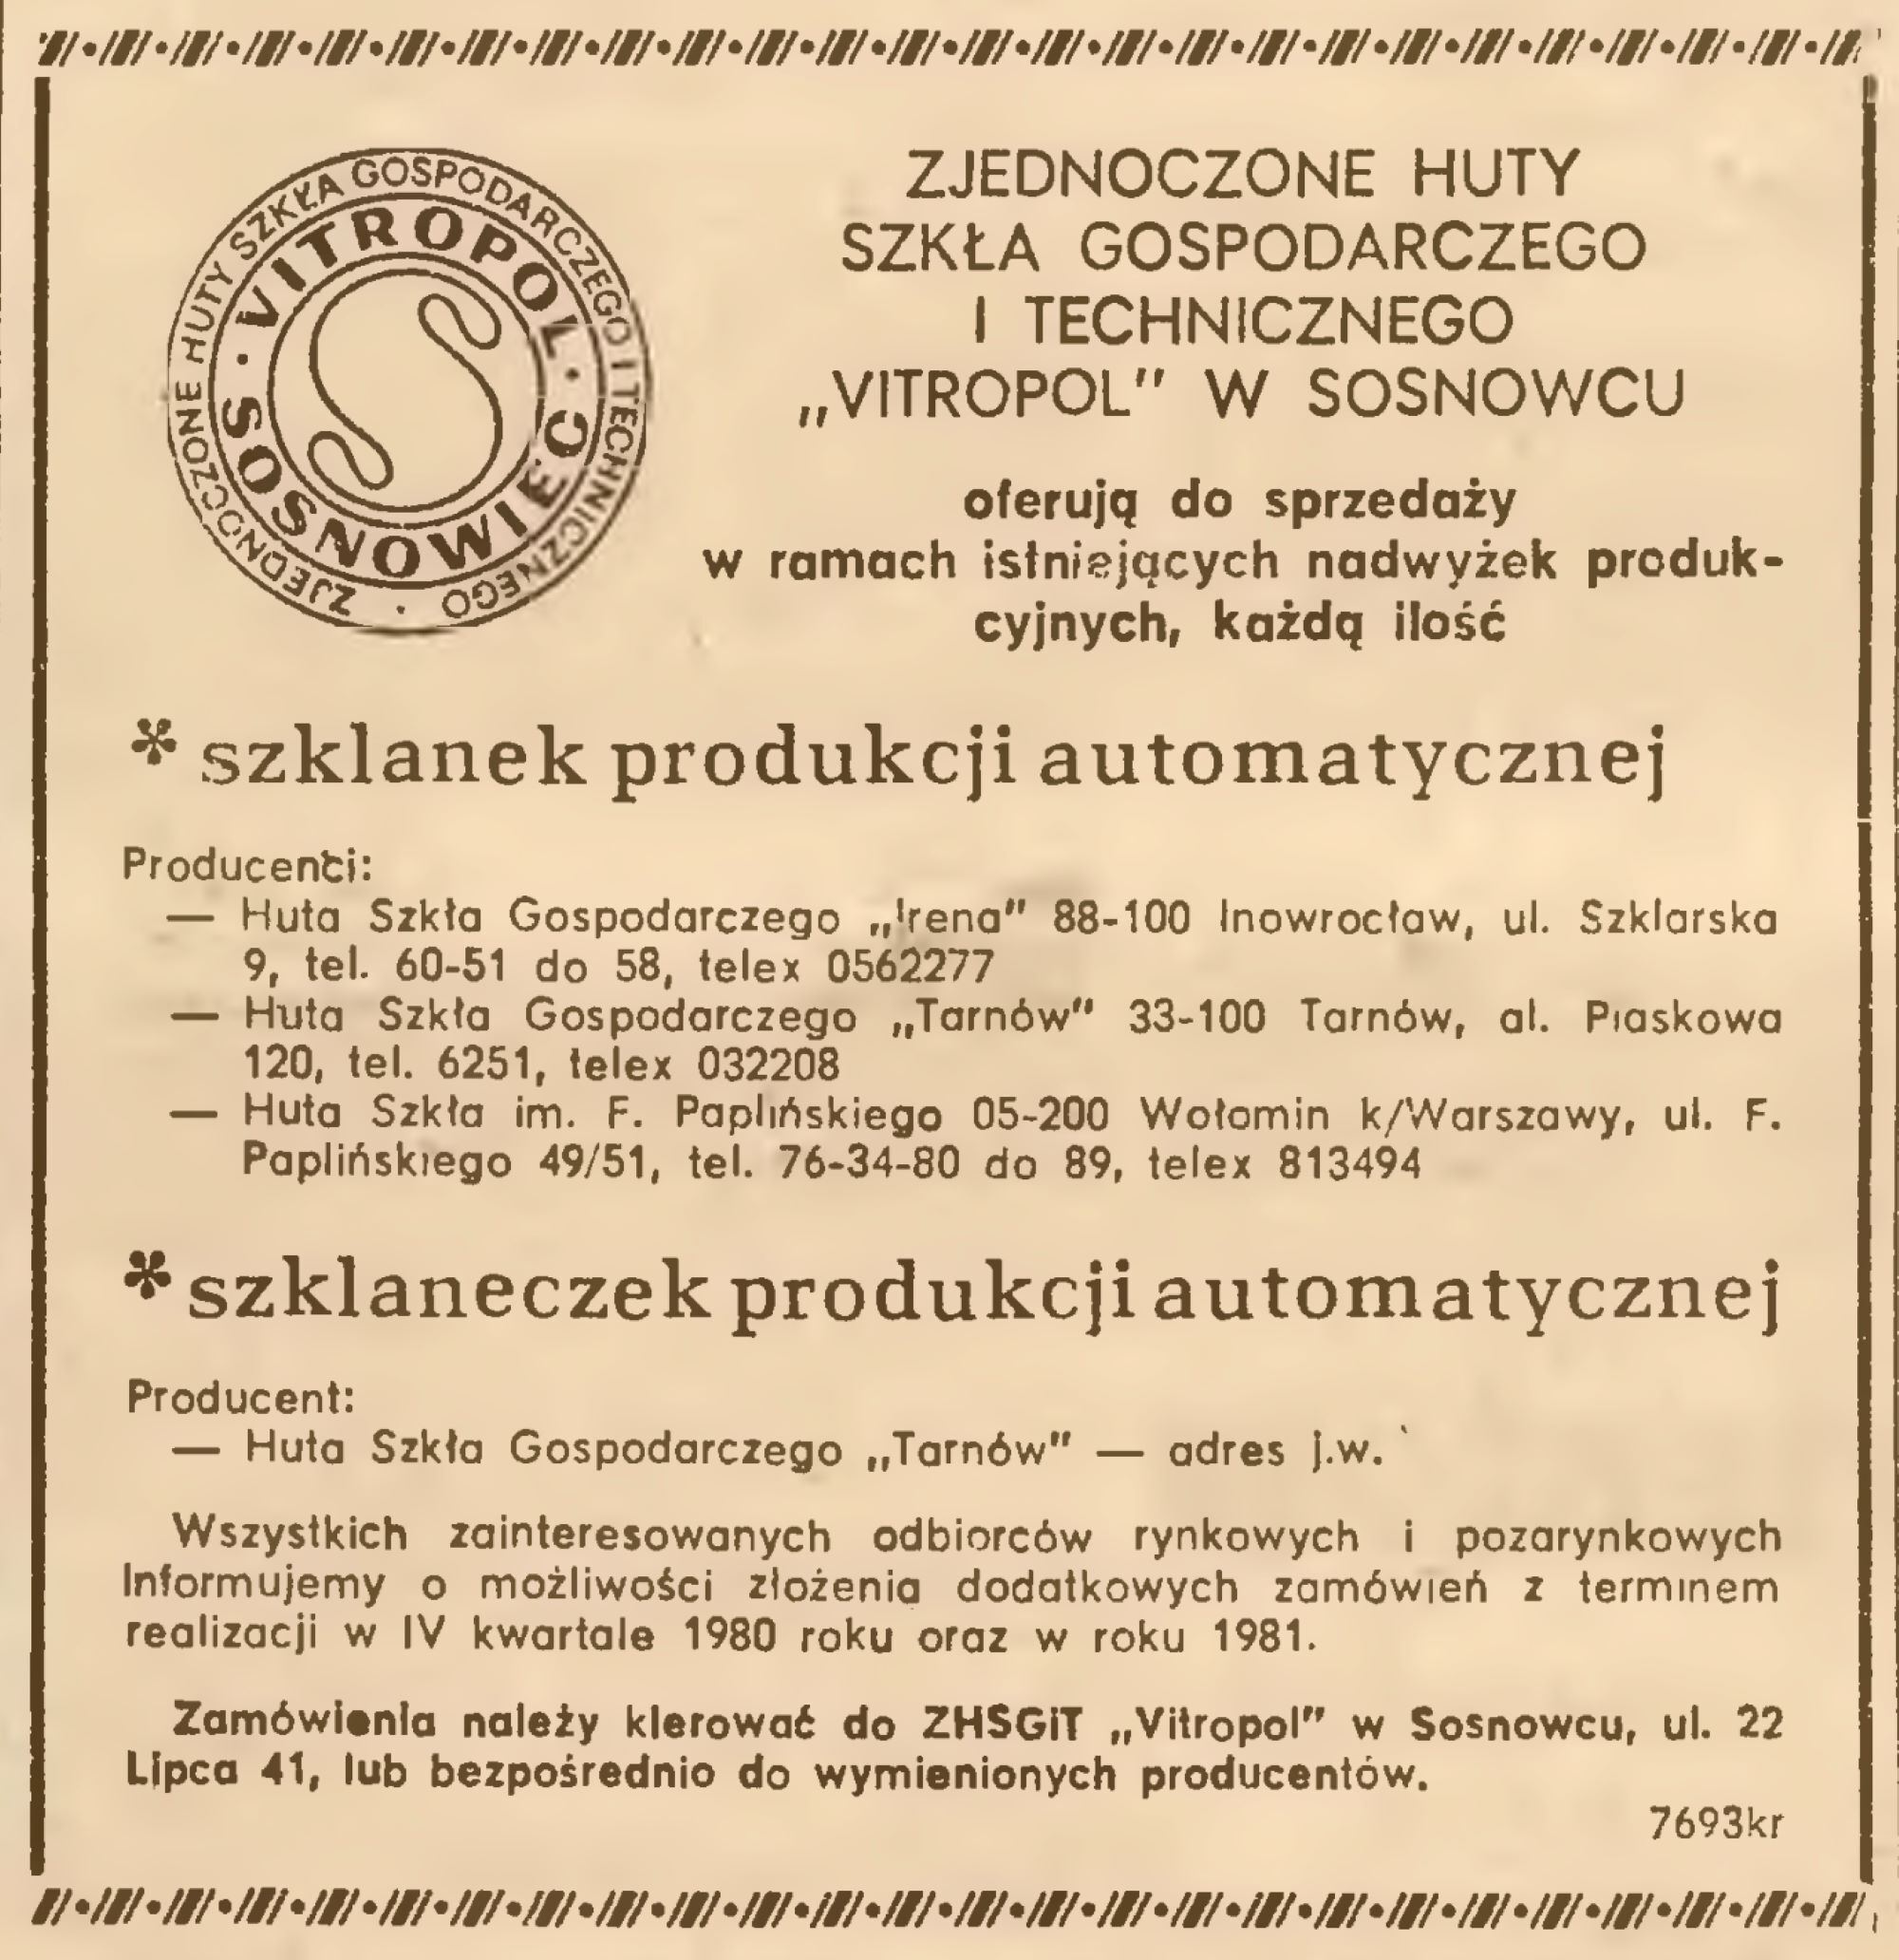 ZJEDNOCZONE HUTY SZKŁA GOSPODARCZEGO I TECHNICZNEGO ·
VITROPOL · SOSNOWIEC ·
ZJEDNOCZONE HUTY
SZKŁA GOSPODARCZEGO
I TECHNICZNEGO
„VITROPOL" W SOSNOWCU
oferują do sprzedaży
w ramach istniejących nadwyżek produk-
cyjnych, każdą ilość
* szklanek produkcji automatycznej
Producenci:
— Huta Szkła Gospodarczego „Irena" 88-100 Inowrocław, ul. Szklarska
9, tel. 60-51 do 58, telex 0562277
— Huta Szkła Gospodarczego „Tarnów" 33-100 Tarnów, al. Piaskowa
120, tel. 6251, telex 032208
— Huta Szkła im. F. Paplińskiego 05-200 Wołomin k/Warszawy, ul. F.
Paplińskiego 49/51, tel. 76-34-80 do 89, telex 813494
* szklaneczek produkcji automatycznej
Producent:
— Huta Szkła Gospodarczego „Tarnów" — adres j.w.
Wszystkich zainteresowanych odbiorców rynkowych i pozarynkowych
Informujemy o możliwości złożenia dodatkowych zamówień z terminem
realizacji w IV kwartale 1980 roku oraz w roku 1981.
Zamówienia należy kierować do ZHSGiT „Vitropol" w Sosnowcu, ul. 22
Lipca 41, lub bezpośrednio do wymienionych producentów.
7693kr